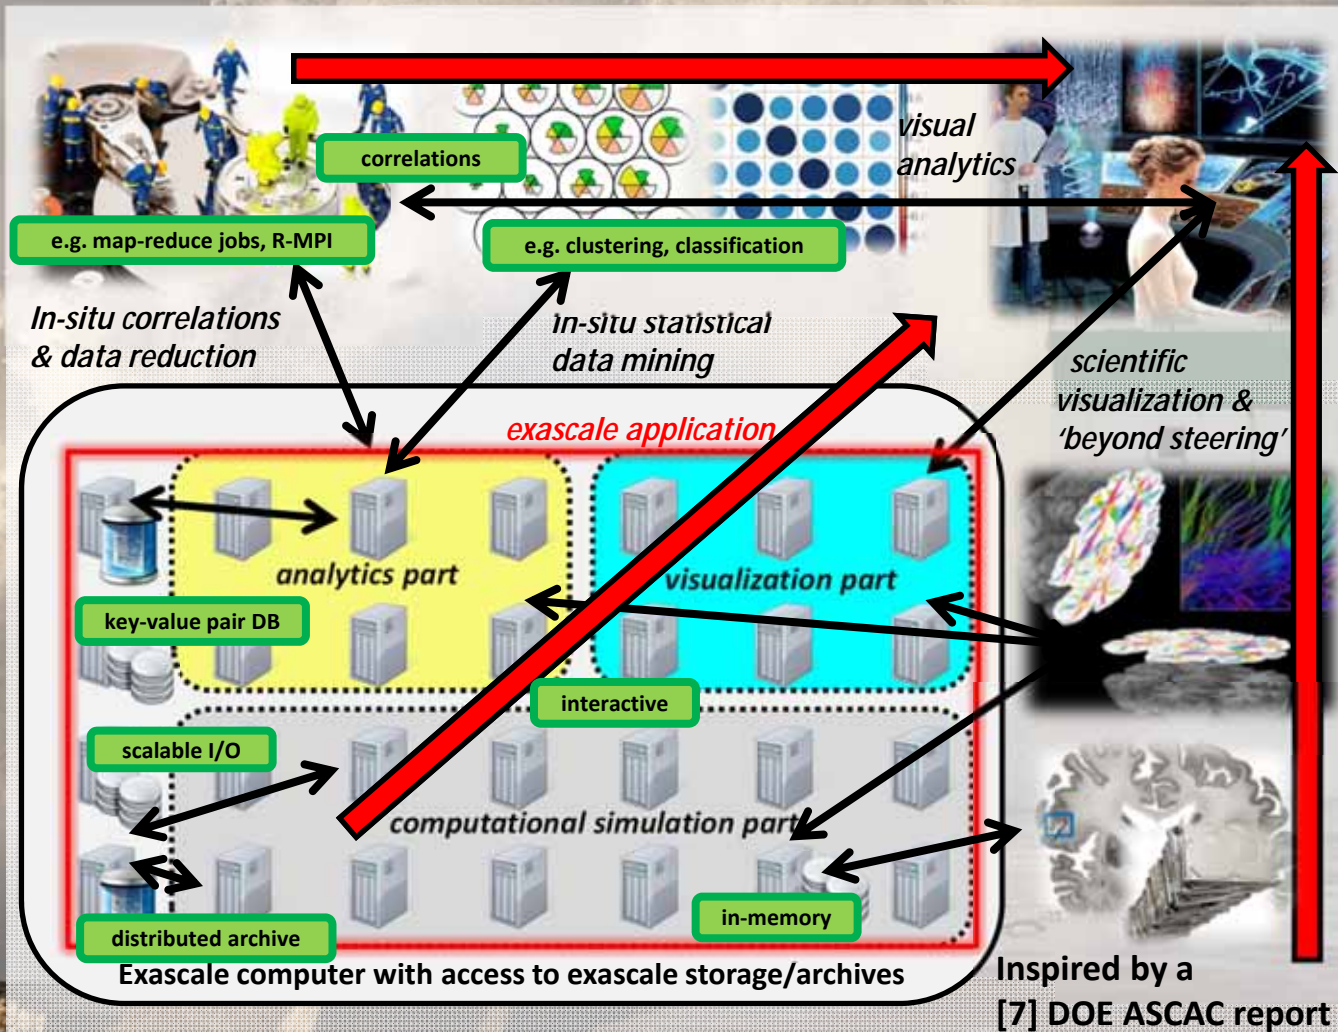 visual
analytics
correlations
e.g. map-reduce jobs, R-MPI
e.g. clustering, classification
In-situ correlations
& data reduction
in-situ statistical
data mining
scientific
visualization &
‘beyond steering’
exascale application
analytics part
visualization part
key-value pair DB
interactive
scalable I/O
computational simulation part
in-memory
distributed archive
Exascale computer with access to exascale storage/archives
Inspired by a
[7] DOE ASCAC report